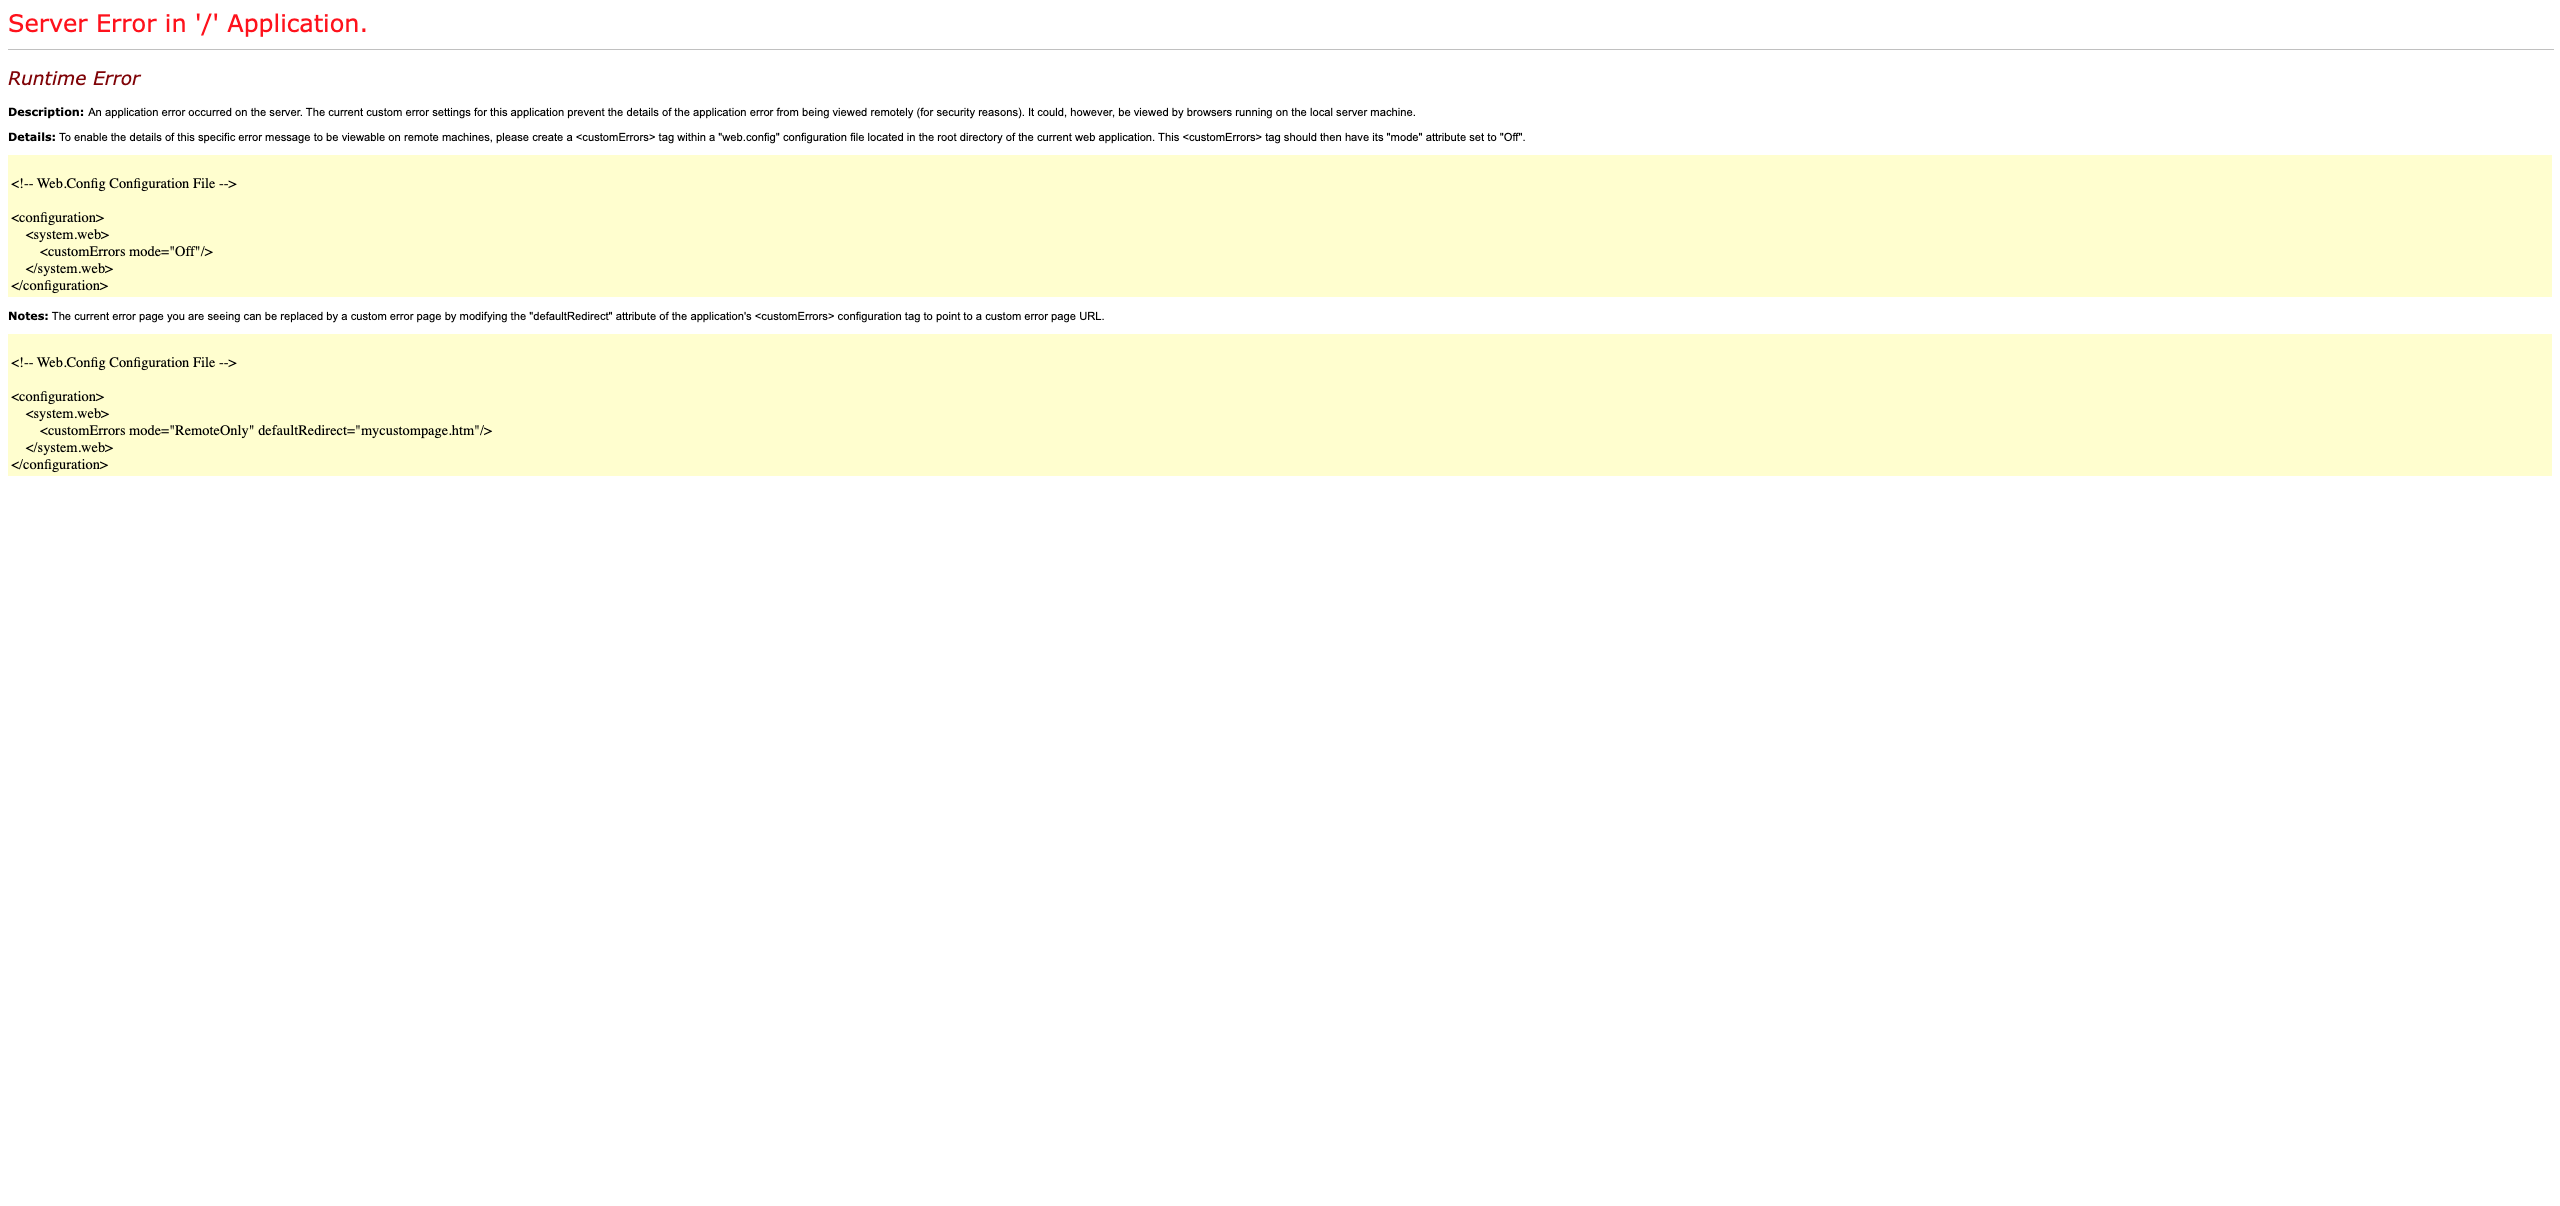 Server Error in '/' Application.
Runtime Error
Description: An application error occurred on the server. The current custom error settings for this application prevent the details of the application error from being viewed remotely (for security reasons). It could, however, be viewed by browsers running on the local server machine.
Details: To enable the details of this specific error message to be viewable on remote machines, please create a <customErrors> tag within a "web.config" configuration file located in the root directory of the current web application. This <customErrors> tag should then have its "mode" attribute set to "Off".
<!-- Web.Config Configuration File -->
<configuration>
    <system.web>
        <customErrors mode="Off"/>
    </system.web>
</configuration>
Notes: The current error page you are seeing can be replaced by a custom error page by modifying the "defaultRedirect" attribute of the application's <customErrors> configuration tag to point to a custom error page URL.
<!-- Web.Config Configuration File -->
<configuration>
    <system.web>
        <customErrors mode="RemoteOnly" defaultRedirect="mycustompage.htm"/>
    </system.web>
</configuration>